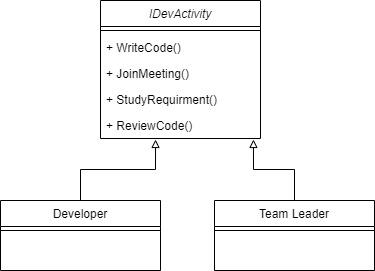 IDevActivity
+ WriteCode()
+ JoinMeeting()
+ StudyRequirment()
+ ReviewCode()
Developer
Team Leader